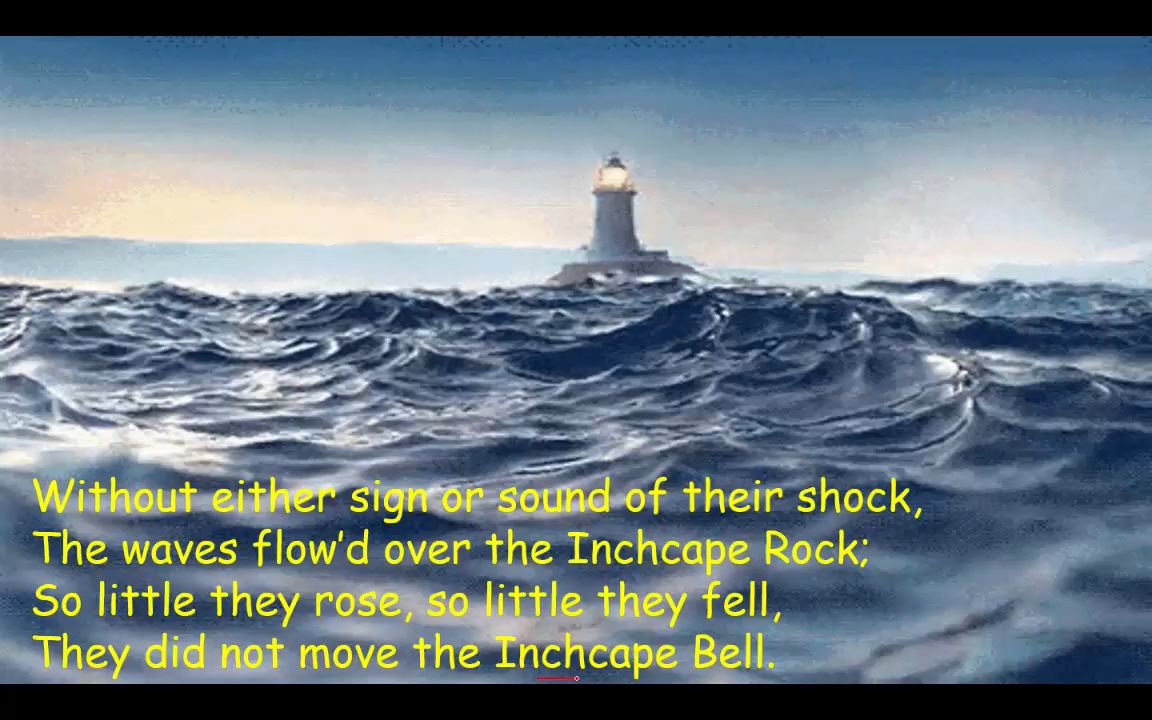 Without either sign or sound of their shock,
The waves flow’d over the Inchcape Rock;
So little they rose, so little they fell,
They did not move the Inchcape Bell.